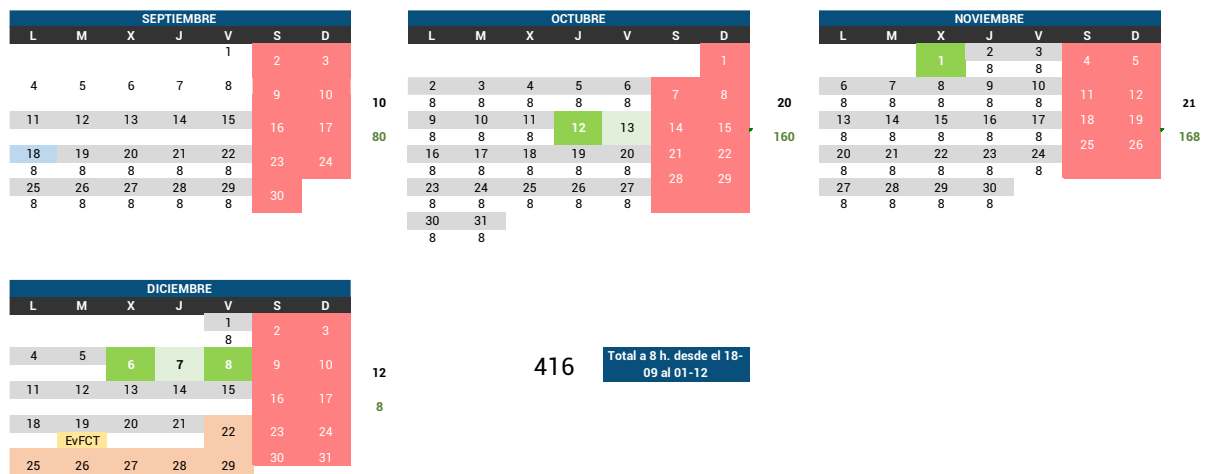 SEPTIEMBRE
L M X J V S D
1 2 3
4 5 6 7 8 9 10
10
11 12 13 14 15 16 17
80
18 19 20 21 22 23 24
8 8 8 8 8
25 26 27 28 29 30
8 8 8 8 8
OCTUBRE
L M X J V S D
1
2 3 4 5 6 7 8
8 8 8 8 8
20
9 10 11 12 13 14 15
8 8 8
160
16 17 18 19 20 21 22
8 8 8 8 8
23 24 25 26 27 28 29
8 8 8 8 8
30 31
8 8
NOVIEMBRE
L M X J V S D
1 2 3 4 5
8 8
6 7 8 9 10 11 12
8 8 8 8 8
21
13 14 15 16 17 18 19
8 8 8 8 8
168
20 21 22 23 24 25 26
8 8 8 8 8
27 28 29 30
8 8 8 8
DICIEMBRE
L M X J V S D
1 2 3
8
4 5 6 7 8 9 10
12
11 12 13 14 15 16 17
8
18 19 20 21 22 23 24
EvFCT
25 26 27 28 29 30 31
416
Total a 8 h. desde el 18-
09 al 01-12